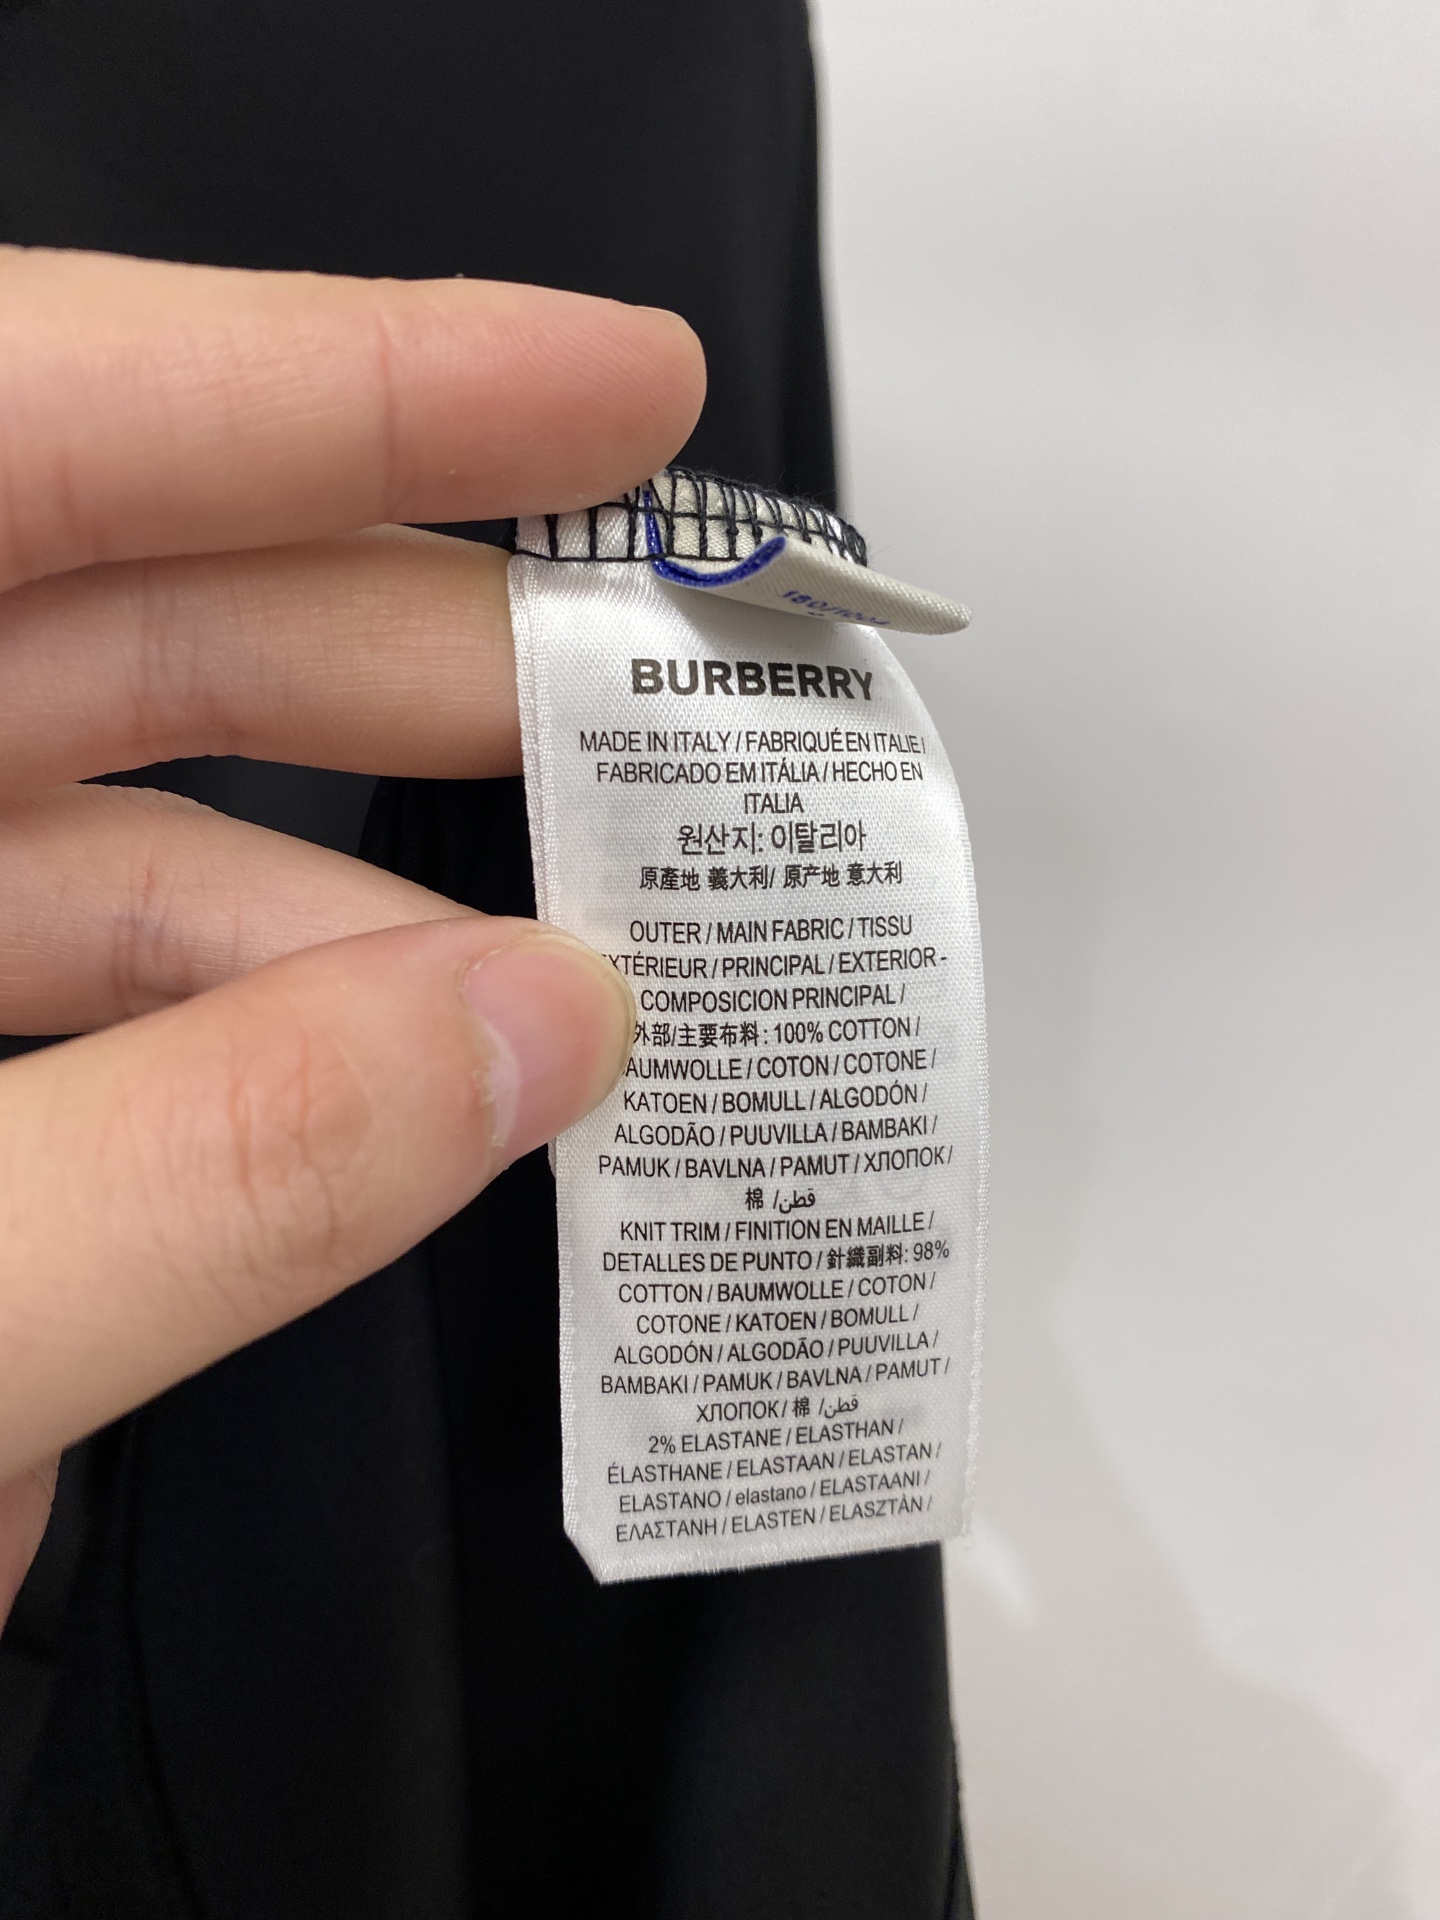 180/100A
BURBERRY
MADE IN ITALY / FABRIQUÉ EN ITALIE /
FABRICADO EM ITÁLIA / HECHO EN
ITALIA
원산지: 이탈리아
原產地 義大利/ 原产地 意大利
OUTER / MAIN FABRIC / TISSU
EXTÉRIEUR / PRINCIPAL / EXTERIOR -
COMPOSICION PRINCIPAL /
外部/主要布料: 100% COTTON /
BAUMWOLLE / COTON / COTONE /
KATOEN / BOMULL / ALGODÓN /
ALGODÃO / PUUVILLA / BAMBAKI /
PAMUK / BAVLNA / PAMUT / ХЛОПОК /
棉 /قطن
KNIT TRIM / FINITION EN MAILLE /
DETALLES DE PUNTO / 針織副料: 98%
COTTON / BAUMWOLLE / COTON /
COTONE / KATOEN / BOMULL /
ALGODÓN / ALGODÃO / PUUVILLA /
BAMBAKI / PAMUK / BAVLNA / PAMUT /
ХЛОПОК / 棉 /قطن
2% ELASTANE / ELASTHAN /
ÉLASTHANE / ELASTAAN / ELASTAN /
ELASTANO / elastano / ELASTAANI /
ΕΛΑΣΤΑΝΗ / ELASTEN / ELASZTÀN /